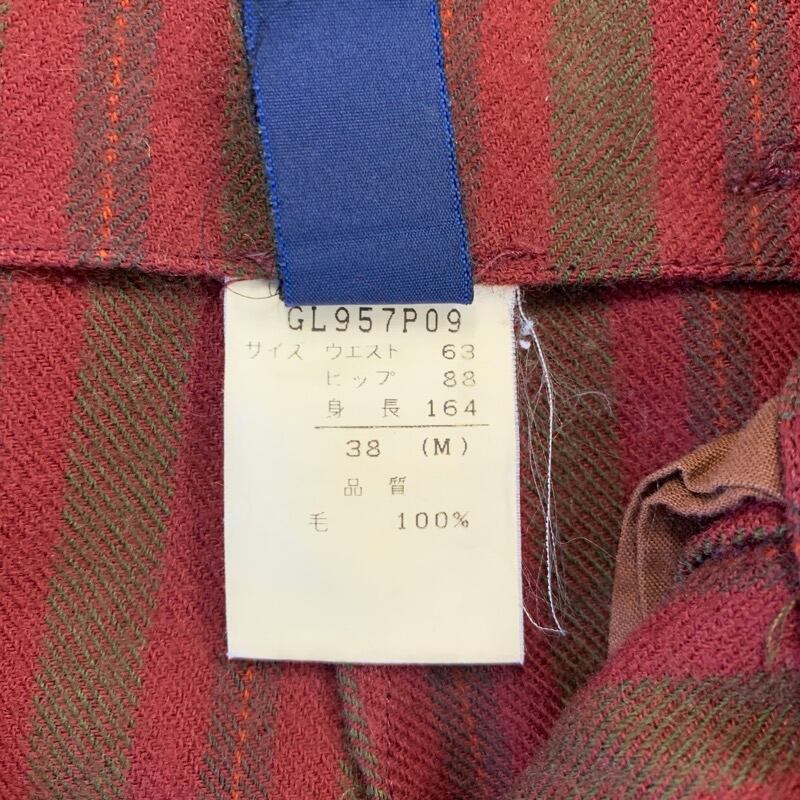 GL957P09
サイズ ウエスト 63
ヒップ 88
身 長 164
38 (M)
品 質
毛 100%